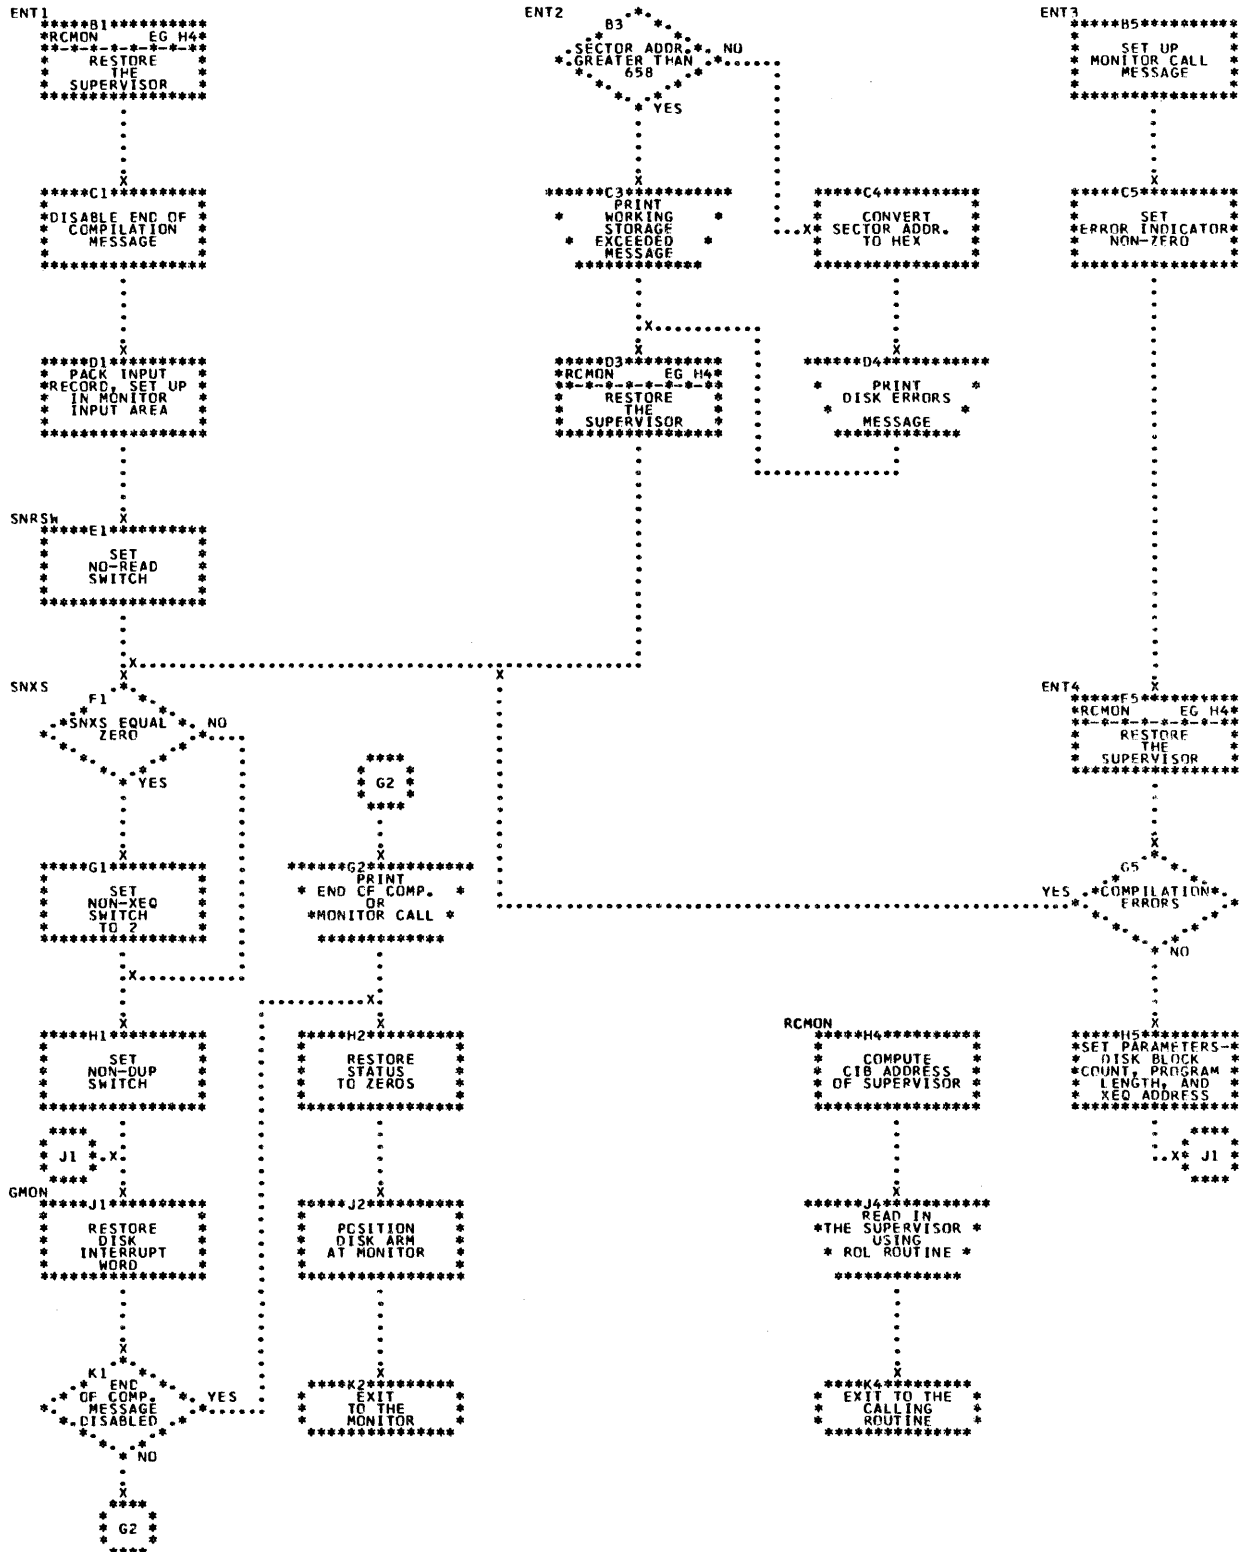 ENT1
B1
RCMON EG H4
RESTORE
THE
SUPERVISOR
C1
DISABLE END OF
COMPILATION
MESSAGE
D1
PACK INPUT
RECORD, SET UP
IN MONITOR
INPUT AREA
SNRSW
E1
SET
NO-READ
SWITCH
SNXS
F1
SNXS EQUAL
ZERO
NO
YES
G1
SET
NON-XEQ
SWITCH
TO 2
H1
SET
NON-DUP
SWITCH
J1
GMON
J1
RESTORE
DISK
INTERRUPT
WORD
K1
END
OF COMP.
MESSAGE
DISABLED
YES
NO
G2
G2
G2
PRINT
END OF COMP.
OR
MONITOR CALL
H2
RESTORE
STATUS
TO ZEROS
J2
POSITION
DISK ARM
AT MONITOR
K2
EXIT
TO THE
MONITOR
ENT2
B3
SECTOR ADDR.
GREATER THAN
658
NO
YES
C3
PRINT
WORKING
STORAGE
EXCEEDED
MESSAGE
D3
RCMON EG H4
RESTORE
THE
SUPERVISOR
C4
CONVERT
SECTOR ADDR.
TO HEX
D4
PRINT
DISK ERRORS
MESSAGE
RCMON
H4
COMPUTE
CIB ADDRESS
OF SUPERVISOR
J4
READ IN
THE SUPERVISOR
USING
RDL ROUTINE
K4
EXIT TO THE
CALLING
ROUTINE
ENT3
B5
SET UP
MONITOR CALL
MESSAGE
C5
SET
ERROR INDICATOR
NON-ZERO
ENT4
F5
RCMON EG H4
RESTORE
THE
SUPERVISOR
G5
COMPILATION
ERRORS
YES
NO
H5
SET PARAMETERS-
DISK BLOCK
COUNT, PROGRAM
LENGTH, AND
XEQ ADDRESS
J1